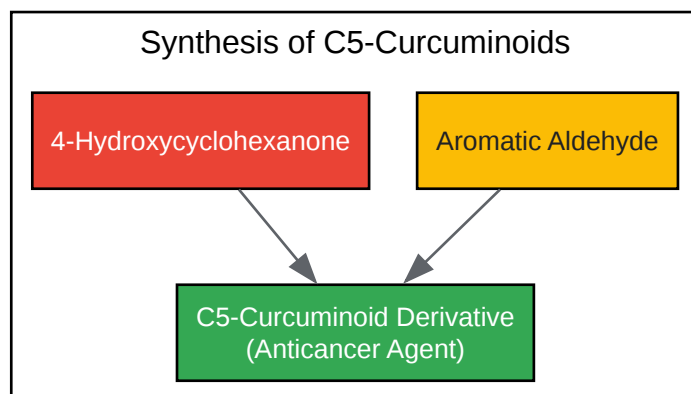 Synthesis of C5-Curcuminoids
4-Hydroxycyclohexanone
Aromatic Aldehyde
C5-Curcuminoid Derivative
(Anticancer Agent)